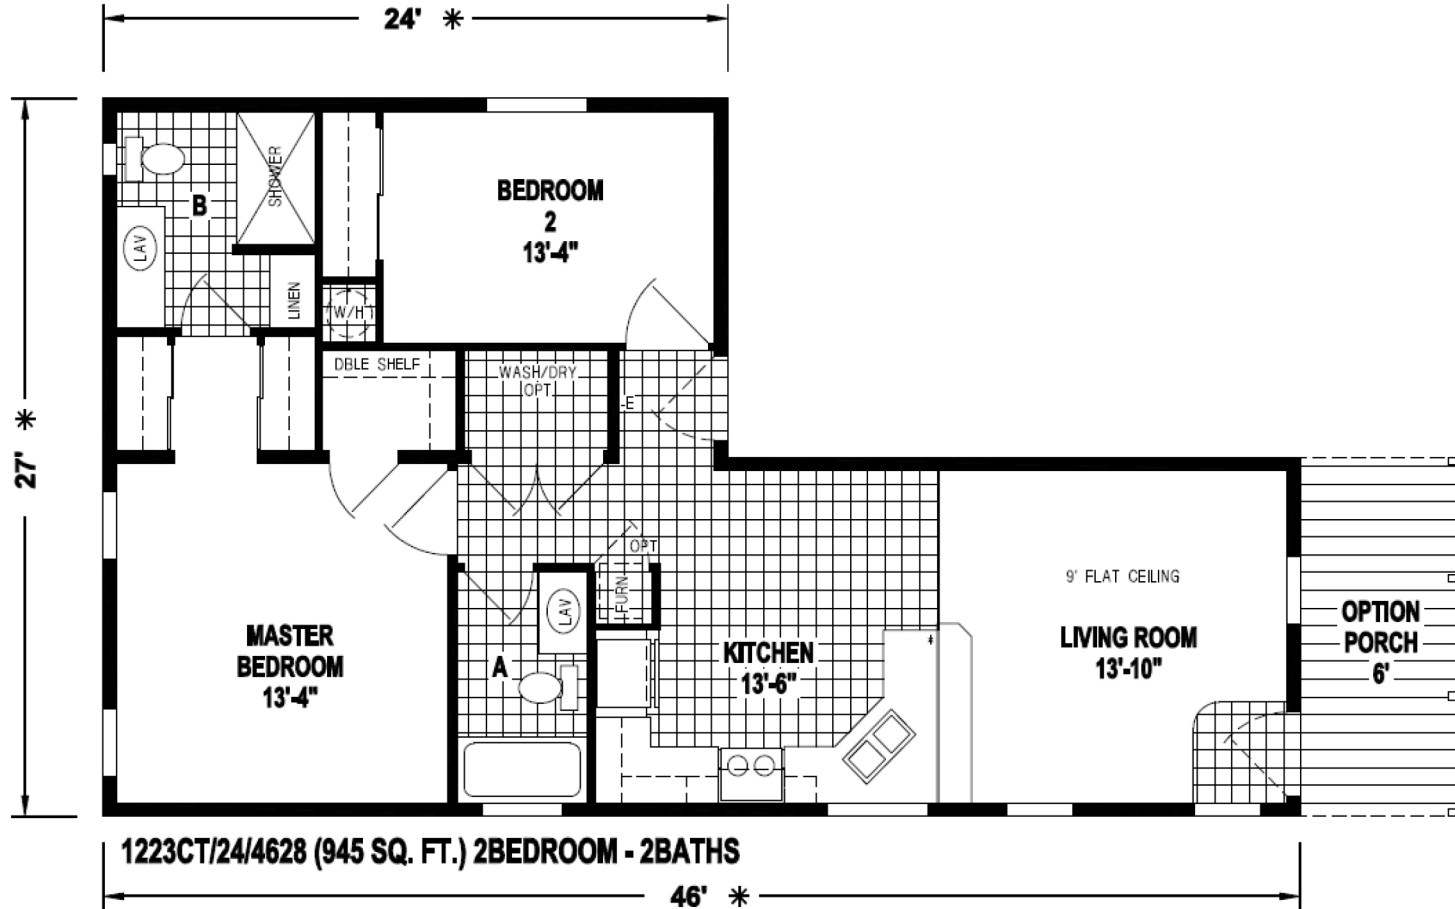 24' *
SHOWER
B
LAV
LINEN
BEDROOM
2
13'-4"
W/H
DBLE SHELF
WASH/DRY
OPT
-E
27' *
OPT
FURN
9' FLAT CEILING
MASTER
BEDROOM
13'-4"
A
LAV
KITCHEN
13'-6"
LIVING ROOM
13'-10"
OPTION
PORCH
6'
1223CT/24/4628 (945 SQ. FT.) 2BEDROOM - 2BATHS
46' *